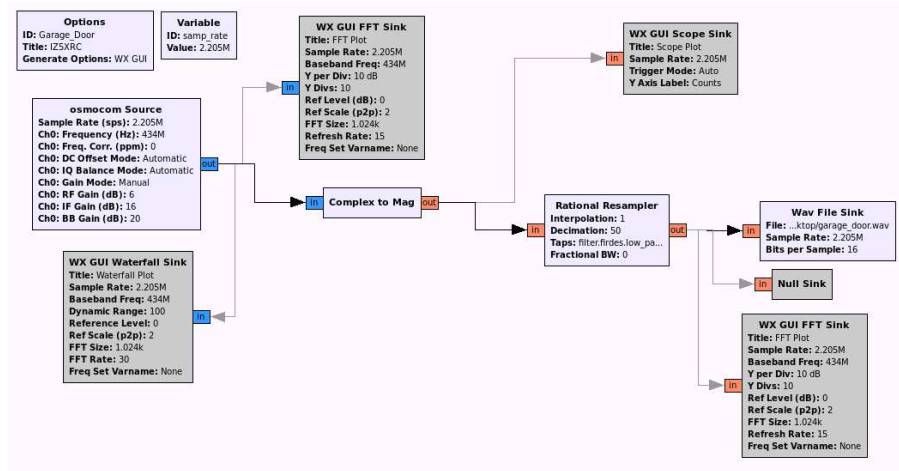 Options
ID: Garage_Door
Title: IZ5XRC
Generate Options: WX GUI
Variable
ID: samp_rate
Value: 2.205M
WX GUI FFT Sink
Title: FFT Plot
Sample Rate: 2.205M
Baseband Freq: 434M
Y per Div: 10 dB
Y Divs: 10
Ref Level (dB): 0
Ref Scale (p2p): 2
FFT Size: 1.024k
Refresh Rate: 15
Freq Set Varname: None
in
WX GUI Scope Sink
Title: Scope Plot
Sample Rate: 2.205M
Trigger Mode: Auto
Y Axis Label: Counts
in
osmocom Source
Sample Rate (sps): 2.205M
Ch0: Frequency (Hz): 434M
Ch0: Freq. Corr. (ppm): 0
Ch0: DC Offset Mode: Automatic
Ch0: IQ Balance Mode: Automatic
Ch0: Gain Mode: Manual
Ch0: RF Gain (dB): 6
Ch0: IF Gain (dB): 16
Ch0: BB Gain (dB): 20
out
in
Complex to Mag
out
in
Rational Resampler
Interpolation: 1
Decimation: 50
Taps: filter.firdes.low_pa...
Fractional BW: 0
out
in
Wav File Sink
File: ...ktop/garage_door.wav
Sample Rate: 2.205M
Bits per Sample: 16
in
Null Sink
WX GUI Waterfall Sink
Title: Waterfall Plot
Sample Rate: 2.205M
Baseband Freq: 434M
Dynamic Range: 100
Reference Level: 0
Ref Scale (p2p): 2
FFT Size: 1.024k
FFT Rate: 30
Freq Set Varname: None
in
WX GUI FFT Sink
Title: FFT Plot
Sample Rate: 2.205M
Baseband Freq: 434M
Y per Div: 10 dB
Y Divs: 10
Ref Level (dB): 0
Ref Scale (p2p): 2
FFT Size: 1.024k
Refresh Rate: 15
Freq Set Varname: None
in